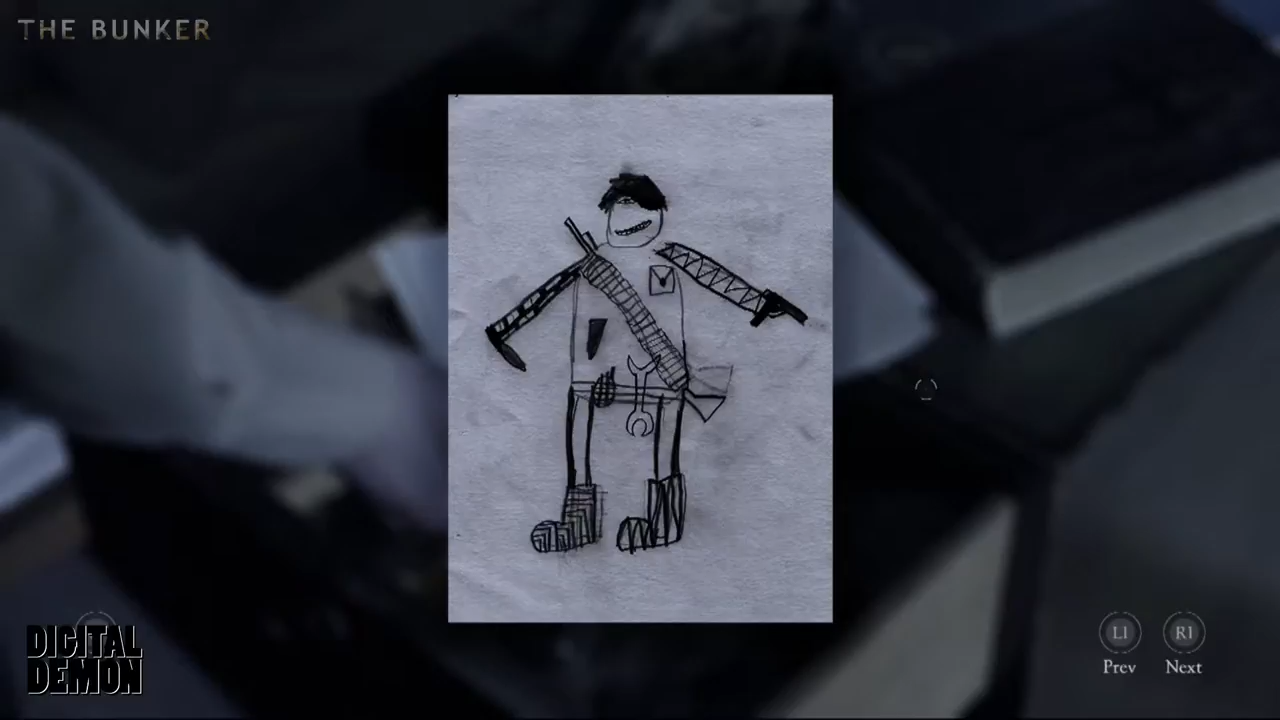 THE BUNKER
DIGITAL
DEMON
L1
R1
Prev
Next